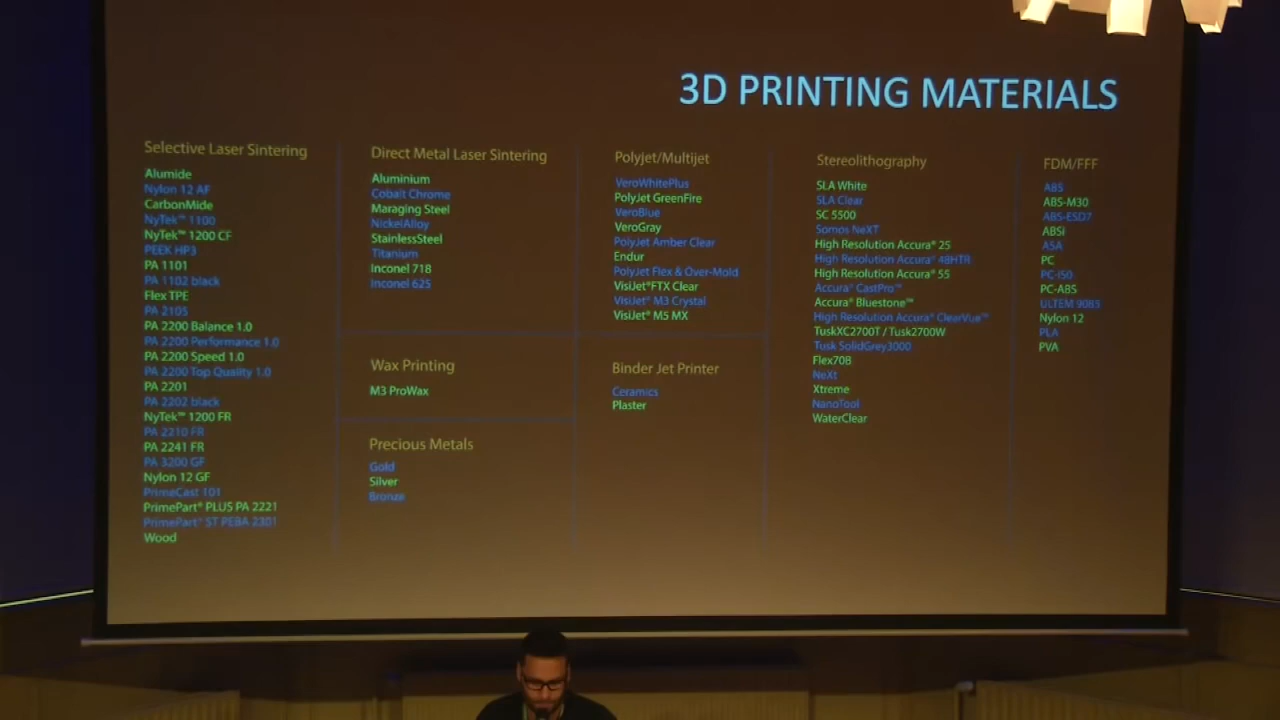 3D PRINTING MATERIALS
Selective Laser Sintering
Alumide
Nylon 12 AF
CarbonMide
NyTek™ 1100
NyTek™ 1200 CF
PEEK HP3
PA 1101
PA 1102 black
Flex TPE
PA 2105
PA 2200 Balance 1.0
PA 2200 Performance 1.0
PA 2200 Speed 1.0
PA 2200 Top Quality 1.0
PA 2201
PA 2202 black
NyTek™ 1200 FR
PA 2210 FR
PA 2241 FR
PA 3200 GF
Nylon 12 GF
PrimeCast 101
PrimePart® PLUS PA 2221
PrimePart® ST PEBA 2301
Wood
Direct Metal Laser Sintering
Aluminium
Cobalt Chrome
Maraging Steel
NickelAlloy
StainlessSteel
Titanium
Inconel 718
Inconel 625
Wax Printing
M3 ProWax
Precious Metals
Gold
Silver
Bronze
PolyJet/Multijet
VeroWhitePlus
PolyJet GreenFire
VeroBlue
VeroGray
PolyJet Amber Clear
Endur
PolyJet Flex & Over-Mold
VisiJet®FTX Clear
VisiJet® M3 Crystal
VisiJet® M5 MX
Binder Jet Printer
Ceramics
Plaster
Stereolithography
SLA White
SLA Clear
SC 5500
Somos NeXT
High Resolution Accura® 25
High Resolution Accura® 48HTR
High Resolution Accura® 55
Accura® CastPro™
Accura® Bluestone™
High Resolution Accura® ClearVue™
TuskXC2700T / Tusk2700W
Tusk SolidGrey3000
Flex70B
NeXt
Xtreme
NanoTool
WaterClear
FDM/FFF
ABS
ABS-M30
ABS-ESD7
ABSi
ASA
PC
PC-ISO
PC-ABS
ULTEM 9085
Nylon 12
PLA
PVA